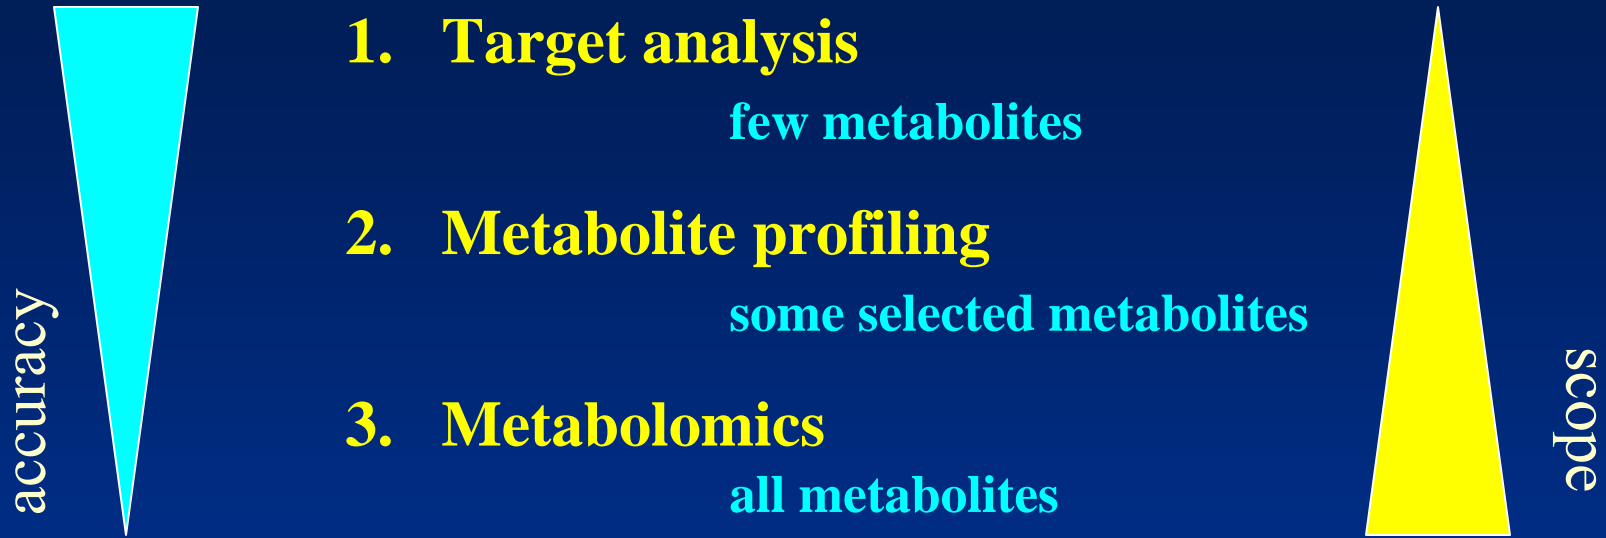 1. Target analysis
few metabolites
2. Metabolite profiling
some selected metabolites
3. Metabolomics
all metabolites
accuracy
scope